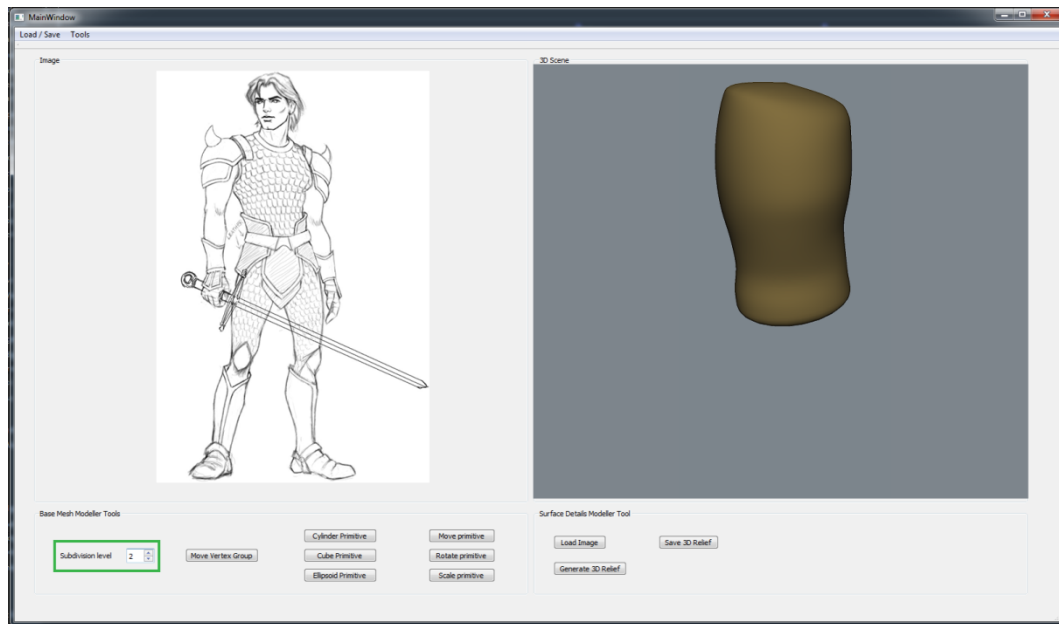 MainWindow
Load / Save Tools
Image
3D Scene
Base Mesh Modeller Tools
Subdivision level 2
Move Vertex Group
Cylinder Primitive
Cube Primitive
Ellipsoid Primitive
Move primitive
Rotate primitive
Scale primitive
Surface Details Modeller Tool
Load Image
Save 3D Relief
Generate 3D Relief